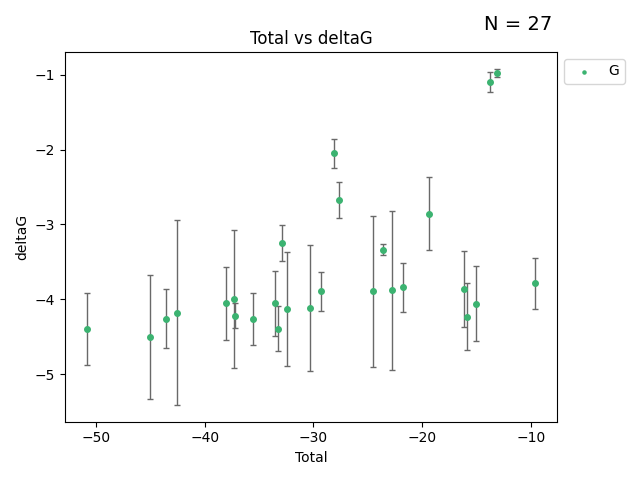 N = 27
Total vs deltaG
G
−1
−2
−3
−4
−5
deltaG
−50
−40
−30
−20
−10
Total